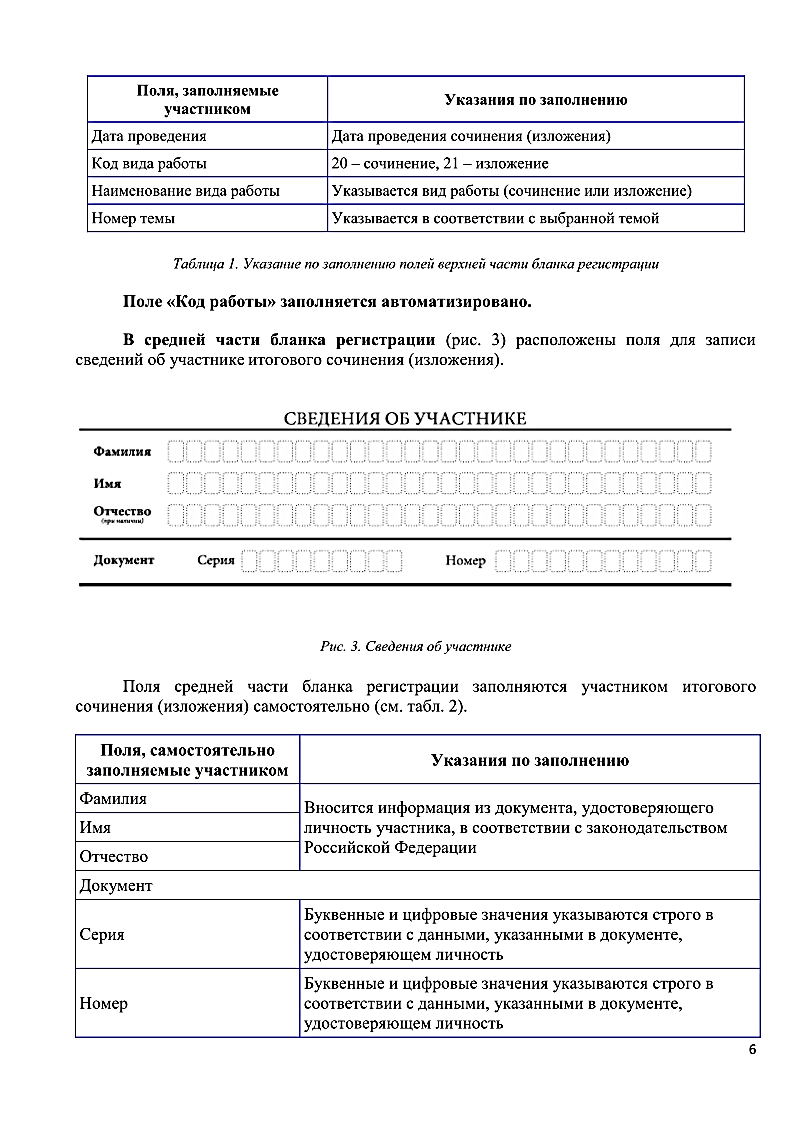 Поля, заполняемые
участником
Указания по заполнению
Дата проведения
Дата проведения сочинения (изложения)
Код вида работы
20 – сочинение, 21 – изложение
Наименование вида работы
Указывается вид работы (сочинение или изложение)
Номер темы
Указывается в соответствии с выбранной темой
Таблица 1. Указание по заполнению полей верхней части бланка регистрации
Поле «Код работы» заполняется автоматизировано.
В средней части бланка регистрации (рис. 3) расположены поля для записи
сведений об участнике итогового сочинения (изложения).
СВЕДЕНИЯ ОБ УЧАСТНИКЕ
Фамилия
Имя
Отчество
(при наличии)
Документ Серия Номер
Рис. 3. Сведения об участнике
Поля средней части бланка регистрации заполняются участником итогового
сочинения (изложения) самостоятельно (см. табл. 2).
Поля, самостоятельно
заполняемые участником
Указания по заполнению
Фамилия
Имя
Отчество
Вносится информация из документа, удостоверяющего
личность участника, в соответствии с законодательством
Российской Федерации
Документ
Серия
Буквенные и цифровые значения указываются строго в
соответствии с данными, указанными в документе,
удостоверяющем личность
Номер
Буквенные и цифровые значения указываются строго в
соответствии с данными, указанными в документе,
удостоверяющем личность
6